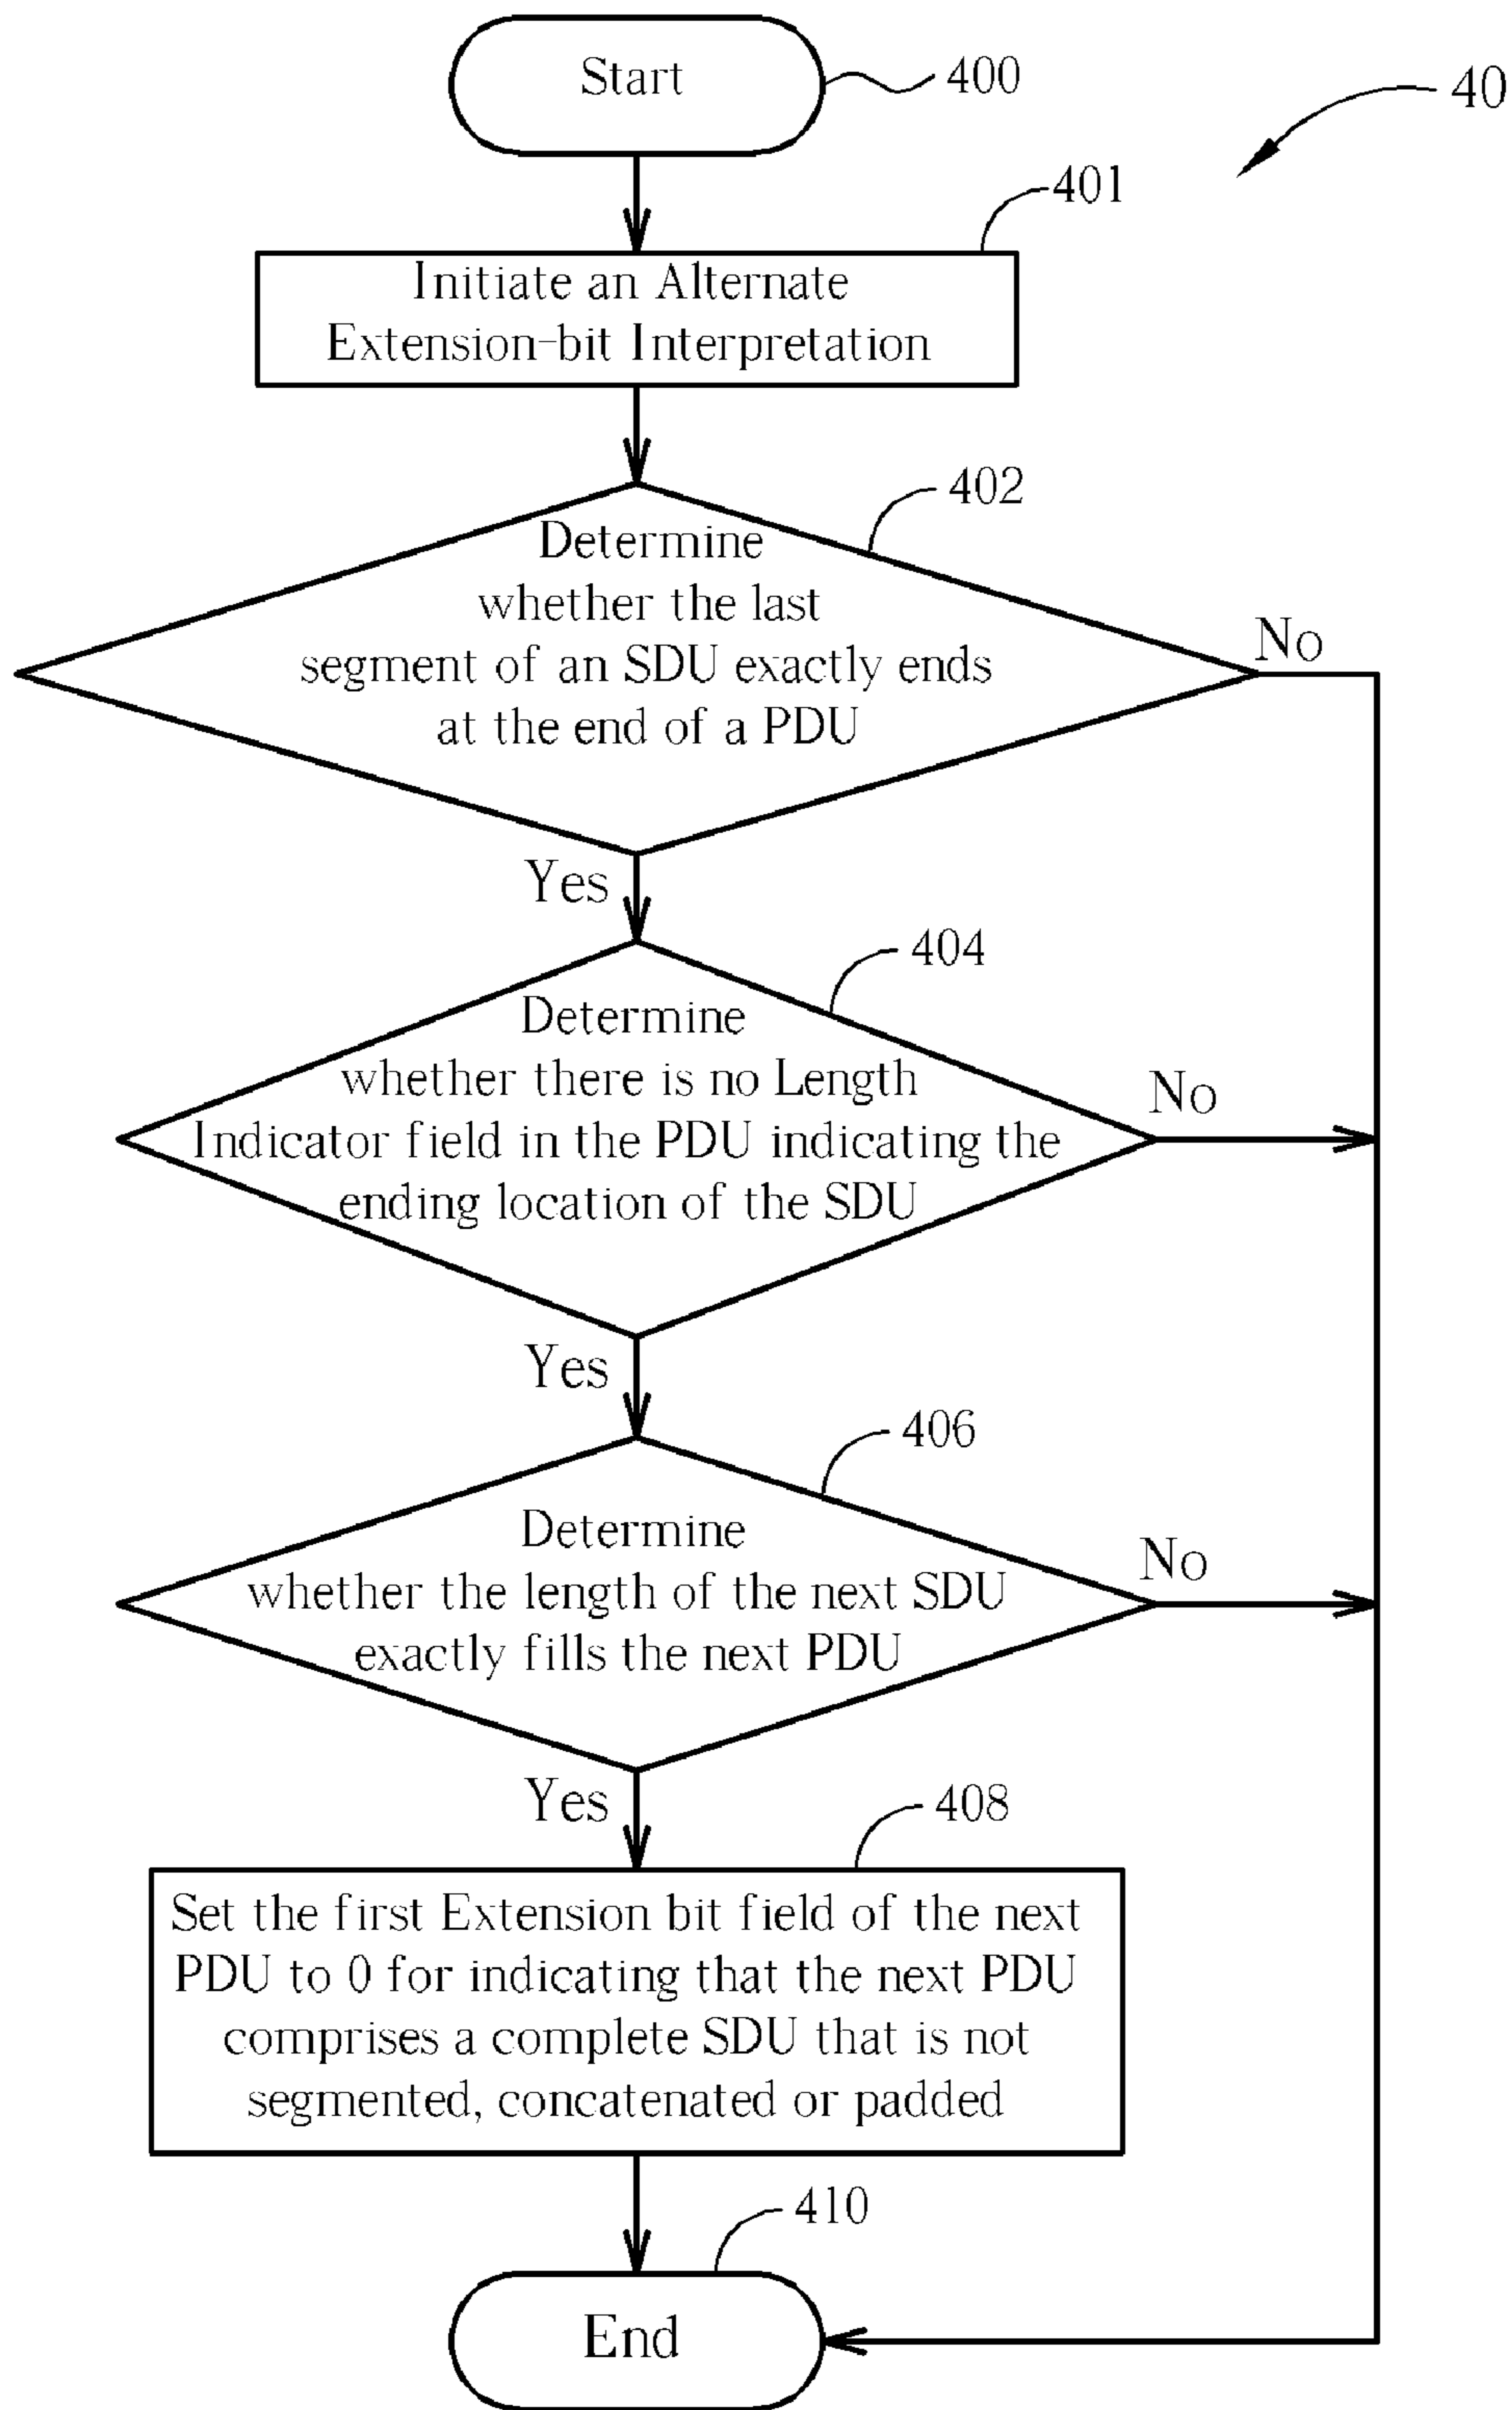 Start
400
40
401
Initiate an Alternate
Extension-bit Interpretation
402
Determine
whether the last
segment of an SDU exactly ends
at the end of a PDU
No
Yes
404
Determine
whether there is no Length
Indicator field in the PDU indicating the
ending location of the SDU
No
Yes
406
Determine
whether the length of the next SDU
exactly fills the next PDU
No
Yes
408
Set the first Extension bit field of the next
PDU to 0 for indicating that the next PDU
comprises a complete SDU that is not
segmented, concatenated or padded
410
End